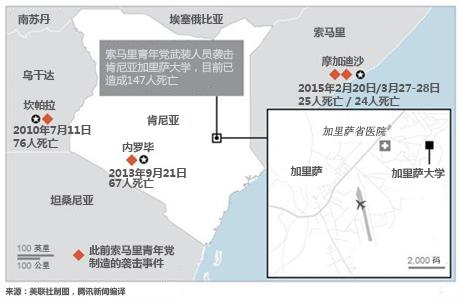 南苏丹
埃塞俄比亚
索马里
索马里青年党武装人员袭击
肯尼亚加里萨大学,目前已
造成147人死亡
乌干达
坎帕拉
2010年7月11日
76人死亡
摩加迪沙
2015年2月20日/3月27-28日
25人死亡 / 24人死亡
肯尼亚
内罗毕
2013年9月21日
67人死亡
加里萨省医院
加里萨
加里萨大学
坦桑尼亚
100 英里
100 公里
此前索马里青年党
制造的袭击事件
2,000 码
来源：美联社制图，腾讯新闻编译